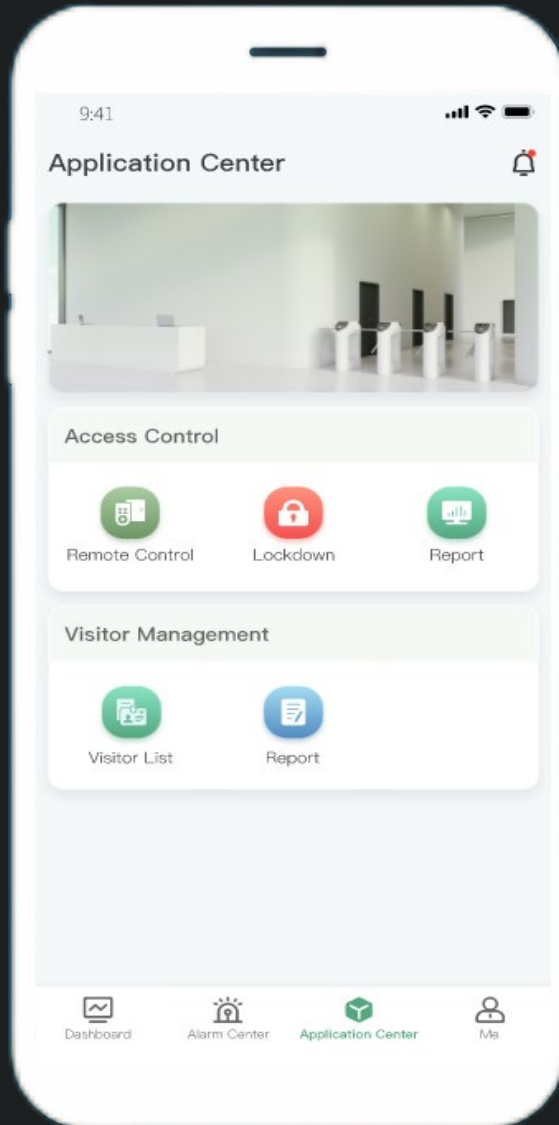 9:41
Application Center
Access Control
Remote Control Lockdown Report
Visitor Management
Visitor List Report
Dashboard Alarm Center Application Center Me